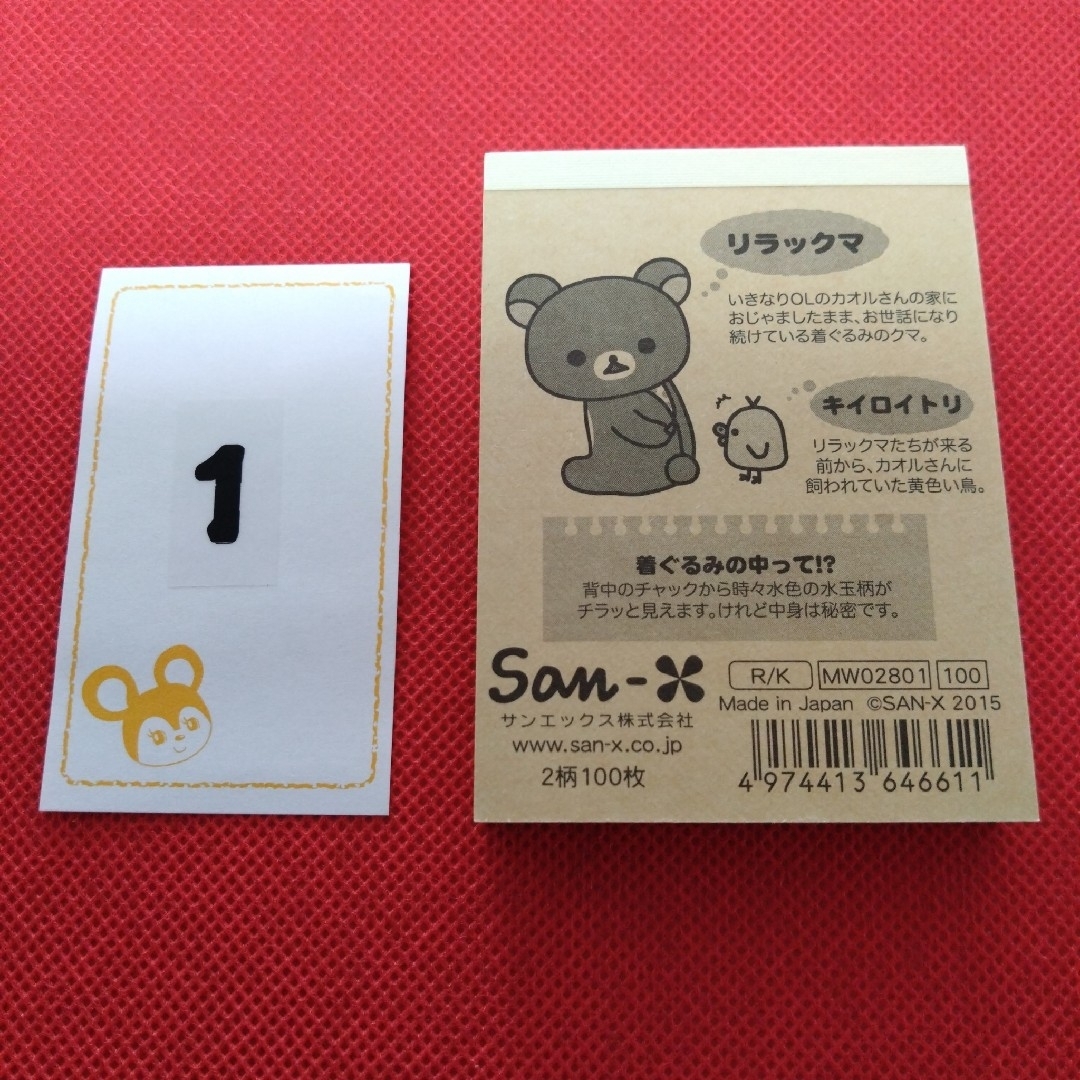 1
リラックマ
いきなりOLのカオルさんの家に
おじゃましたまま、お世話になり
続けている着ぐるみのクマ。
キイロイトリ
リラックマたちが来る
前から、カオルさんに
飼われていた黄色い鳥。
着ぐるみの中って!?
背中のチャックから時々水色の水玉柄が
チラッと見えます。けれど中身は秘密です。
San-X
サンエックス株式会社
www.san-x.co.jp
2柄100枚
R/K MW02801 100
Made in Japan ©SAN-X 2015
4974413646611